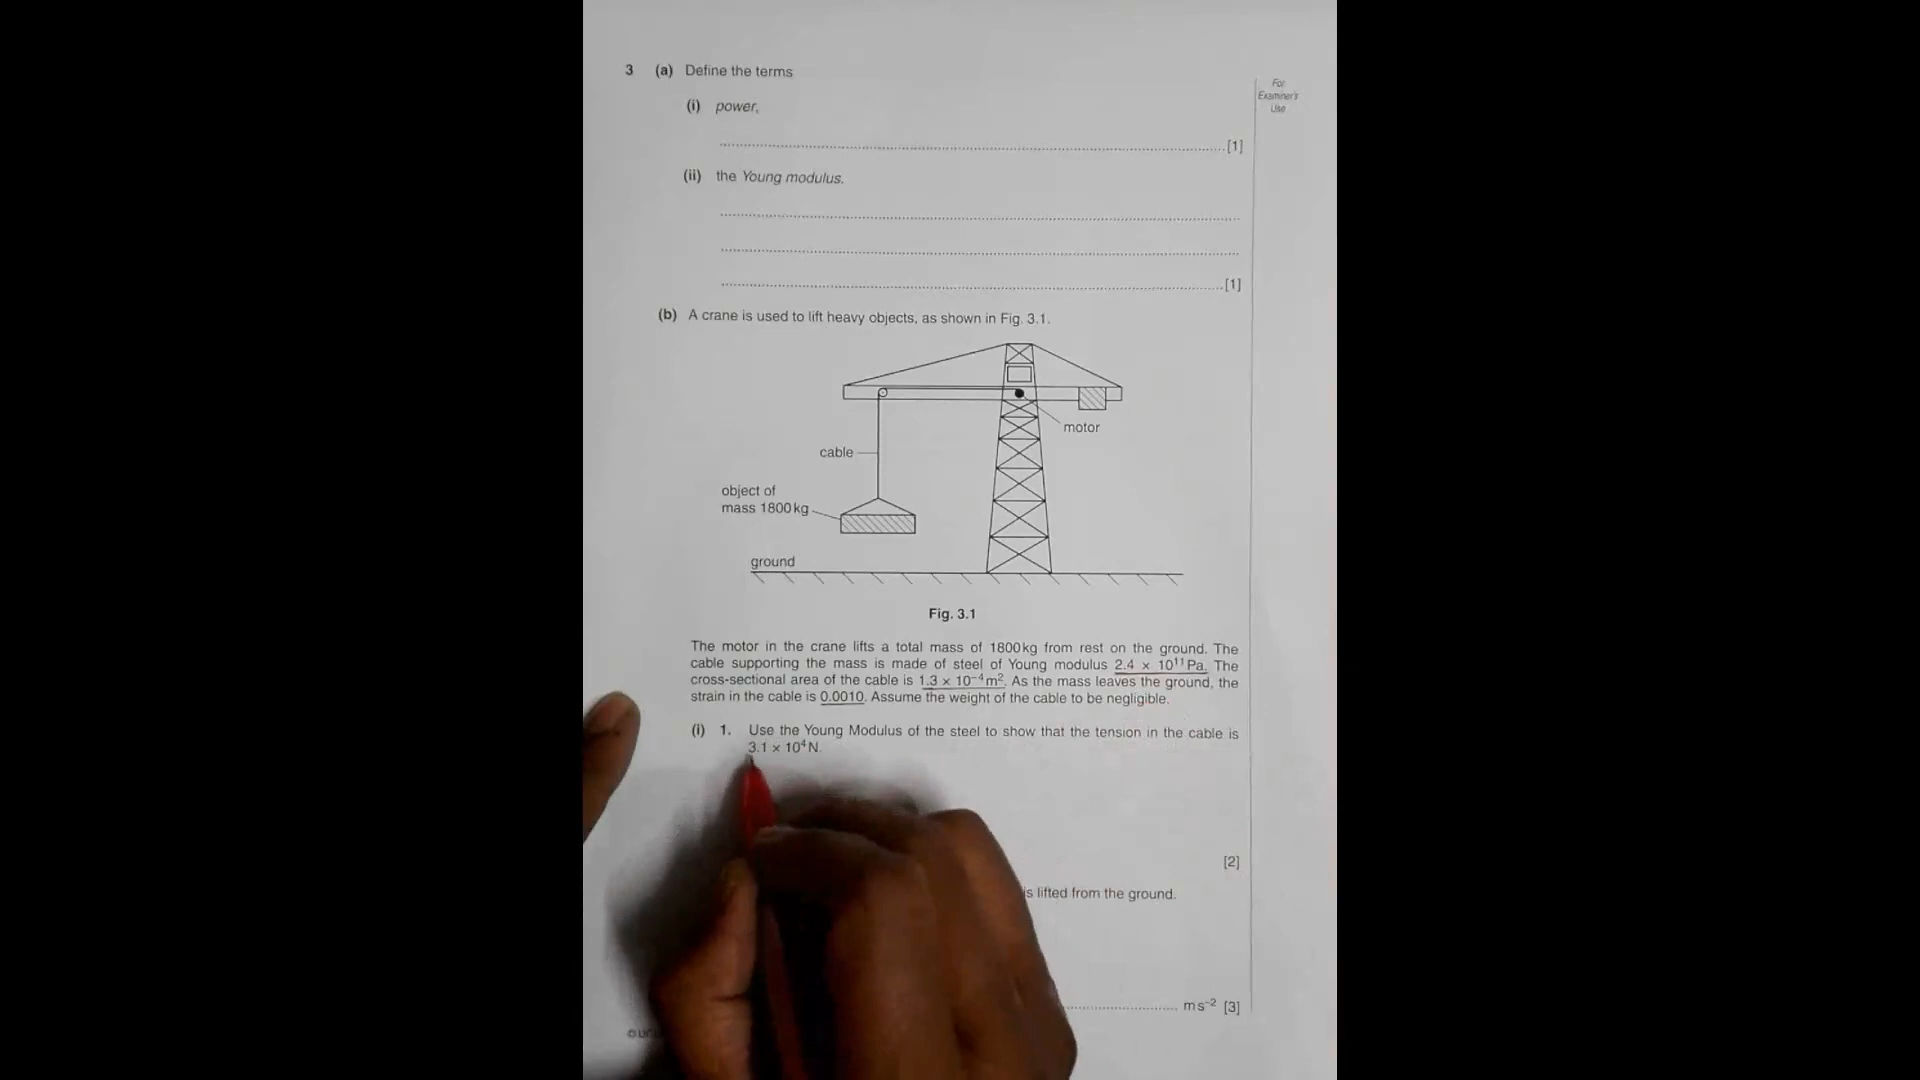 3 (a) Define the terms
For
Examiner's
Use
(i) power,
[1]
(ii) the Young modulus.
[1]
(b) A crane is used to lift heavy objects, as shown in Fig. 3.1.
motor
cable
object of
mass 1800 kg
ground
Fig. 3.1
The motor in the crane lifts a total mass of 1800 kg from rest on the ground. The
cable supporting the mass is made of steel of Young modulus 2.4 × 10¹¹ Pa. The
cross-sectional area of the cable is 1.3 × 10⁻⁴ m². As the mass leaves the ground, the
strain in the cable is 0.0010. Assume the weight of the cable to be negligible.
(i) 1. Use the Young Modulus of the steel to show that the tension in the cable is
3.1 × 10⁴ N.
[2]
is lifted from the ground.
m s⁻² [3]